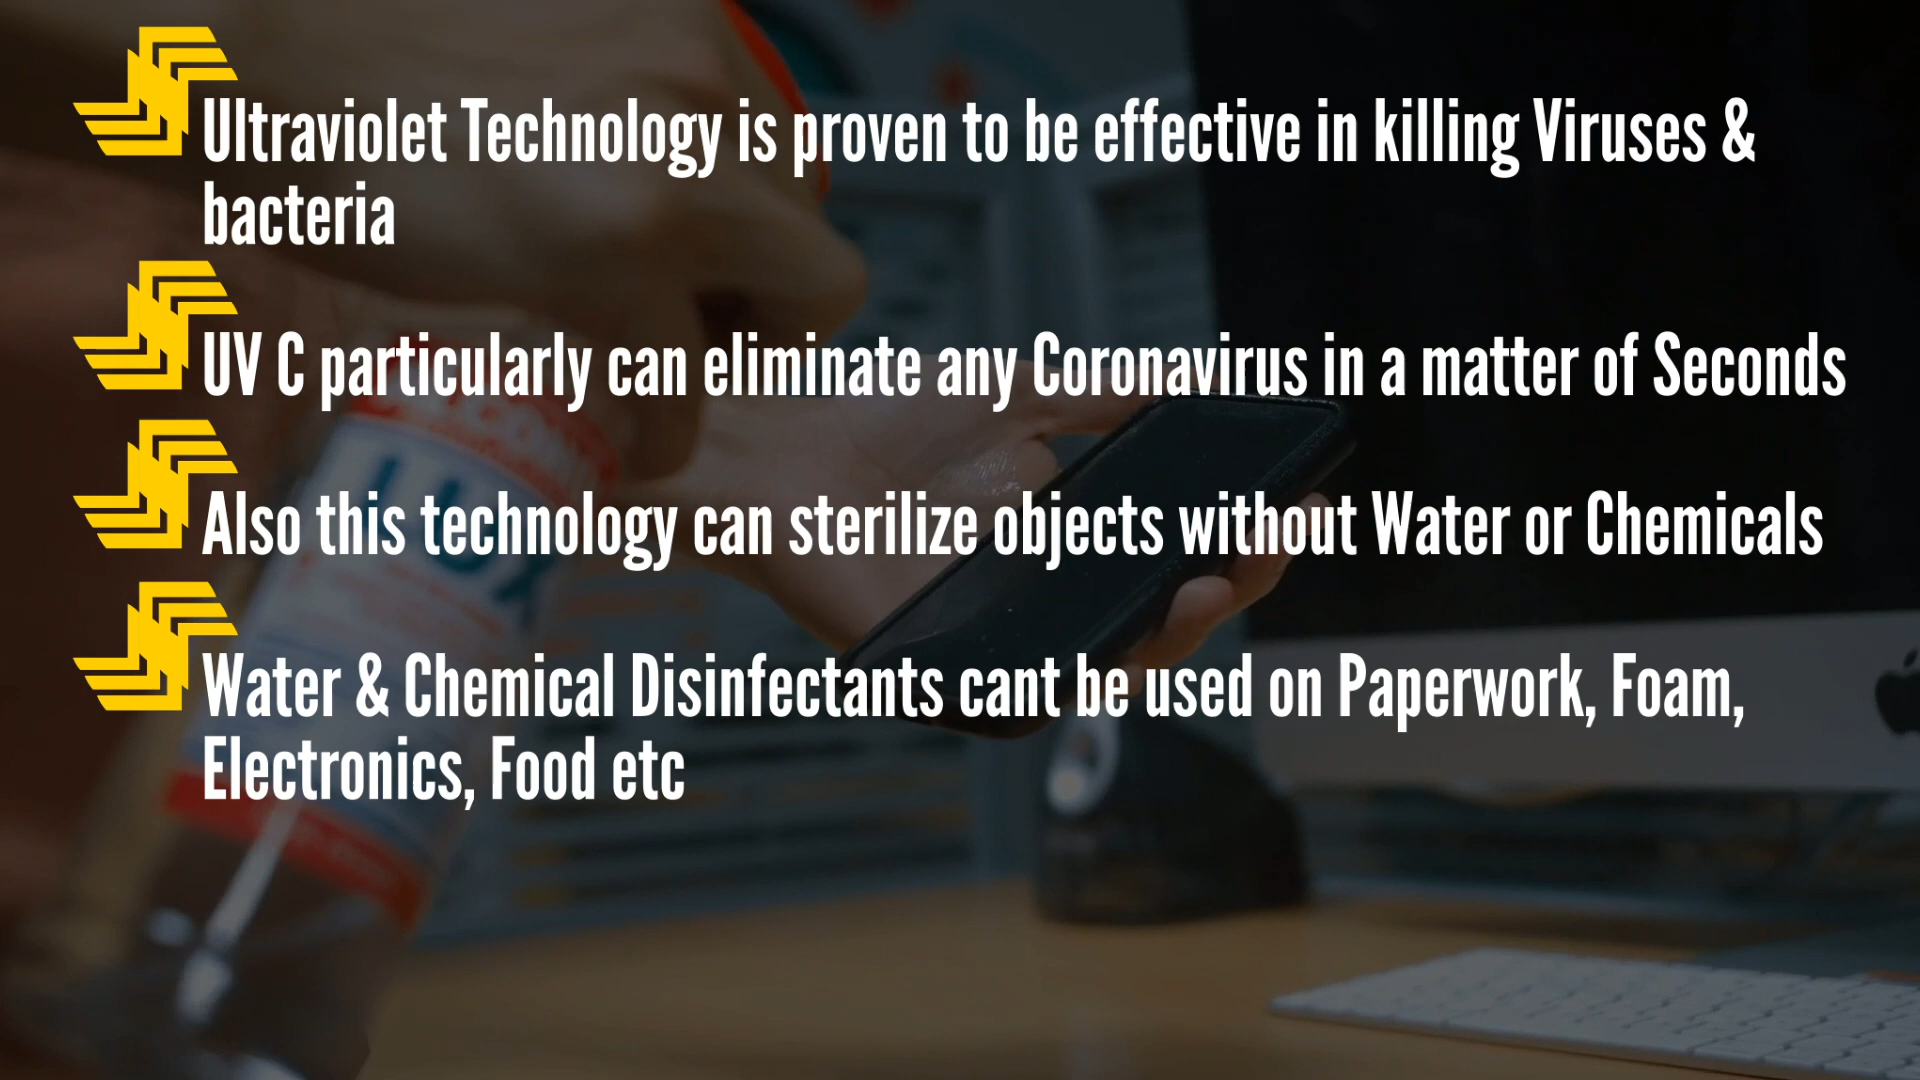 Ultraviolet Technology is proven to be effective in killing Viruses &
bacteria
UV C particularly can eliminate any Coronavirus in a matter of Seconds
Also this technology can sterilize objects without Water or Chemicals
Water & Chemical Disinfectants cant be used on Paperwork, Foam,
Electronics, Food etc